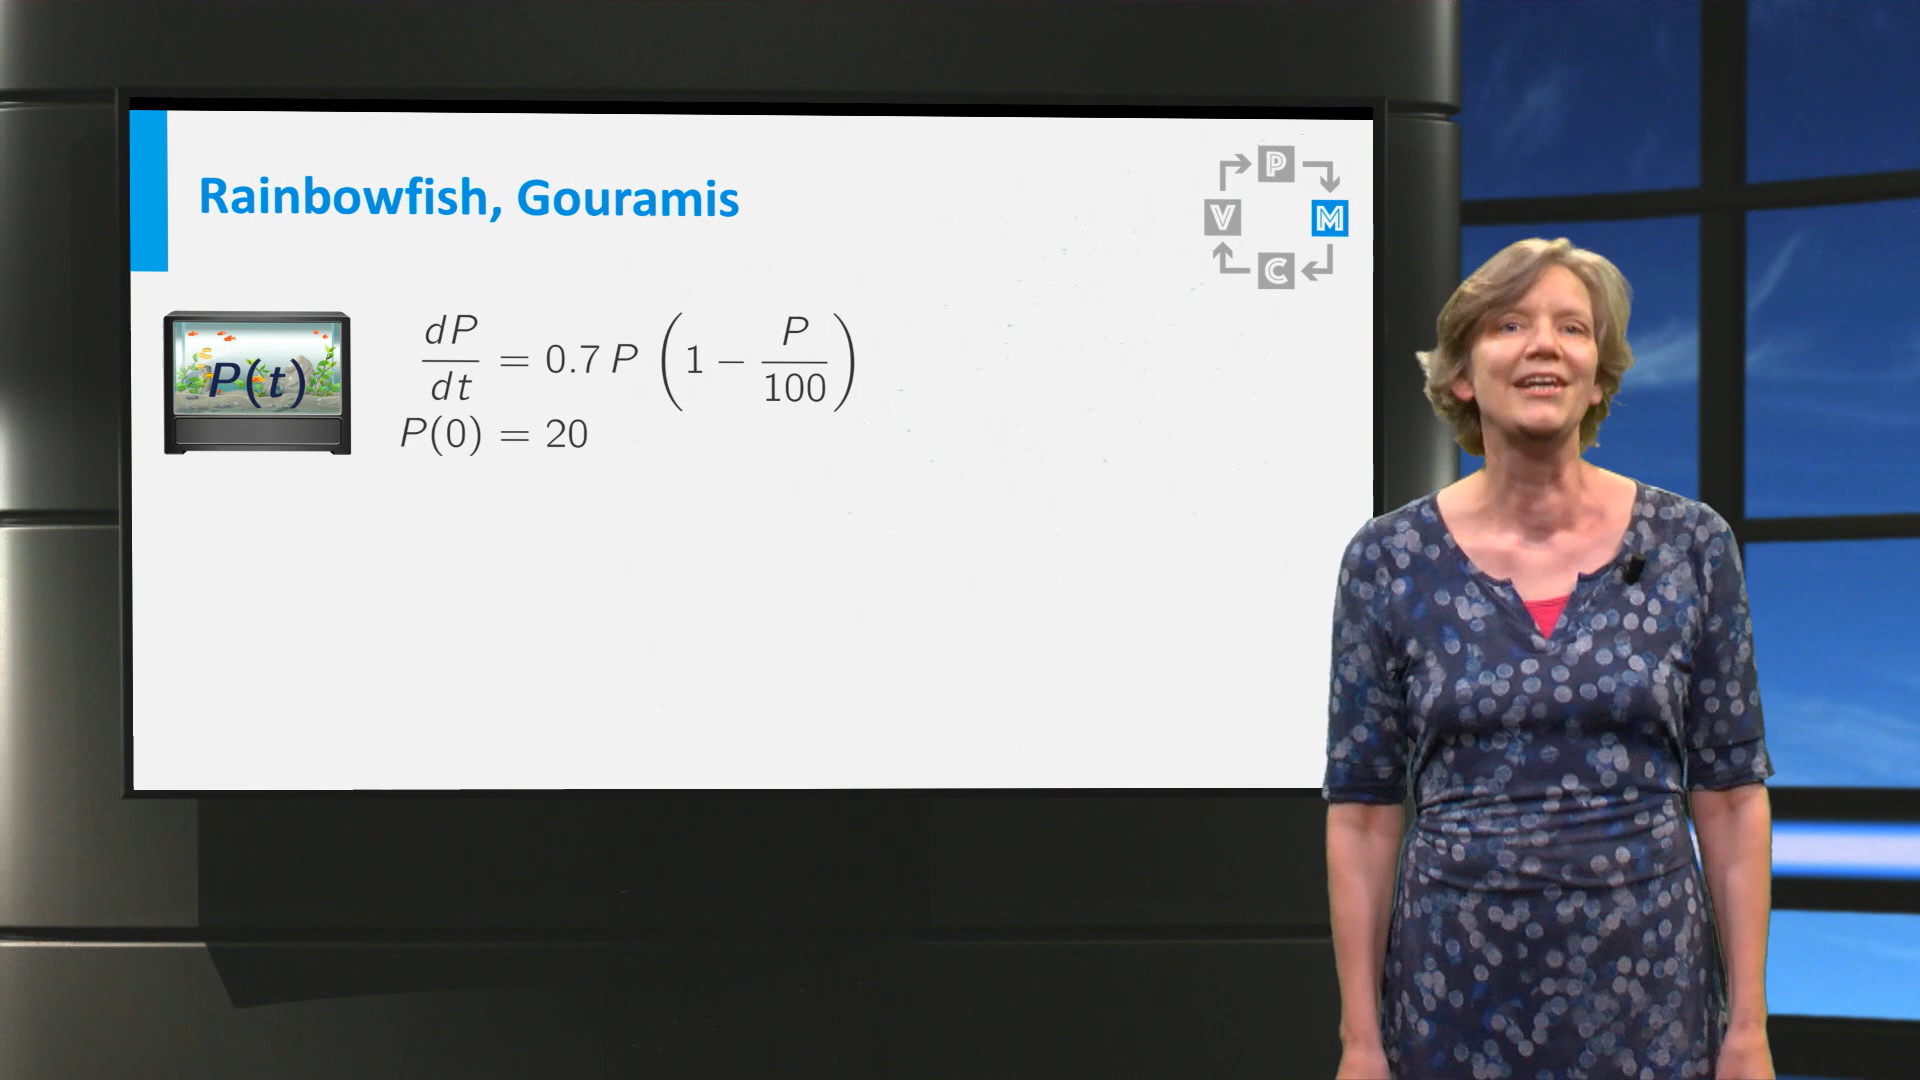 Rainbowfish, Gouramis
P
V
M
C
P(t)
dP/dt = 0.7 P (1 − P/100)
P(0) = 20